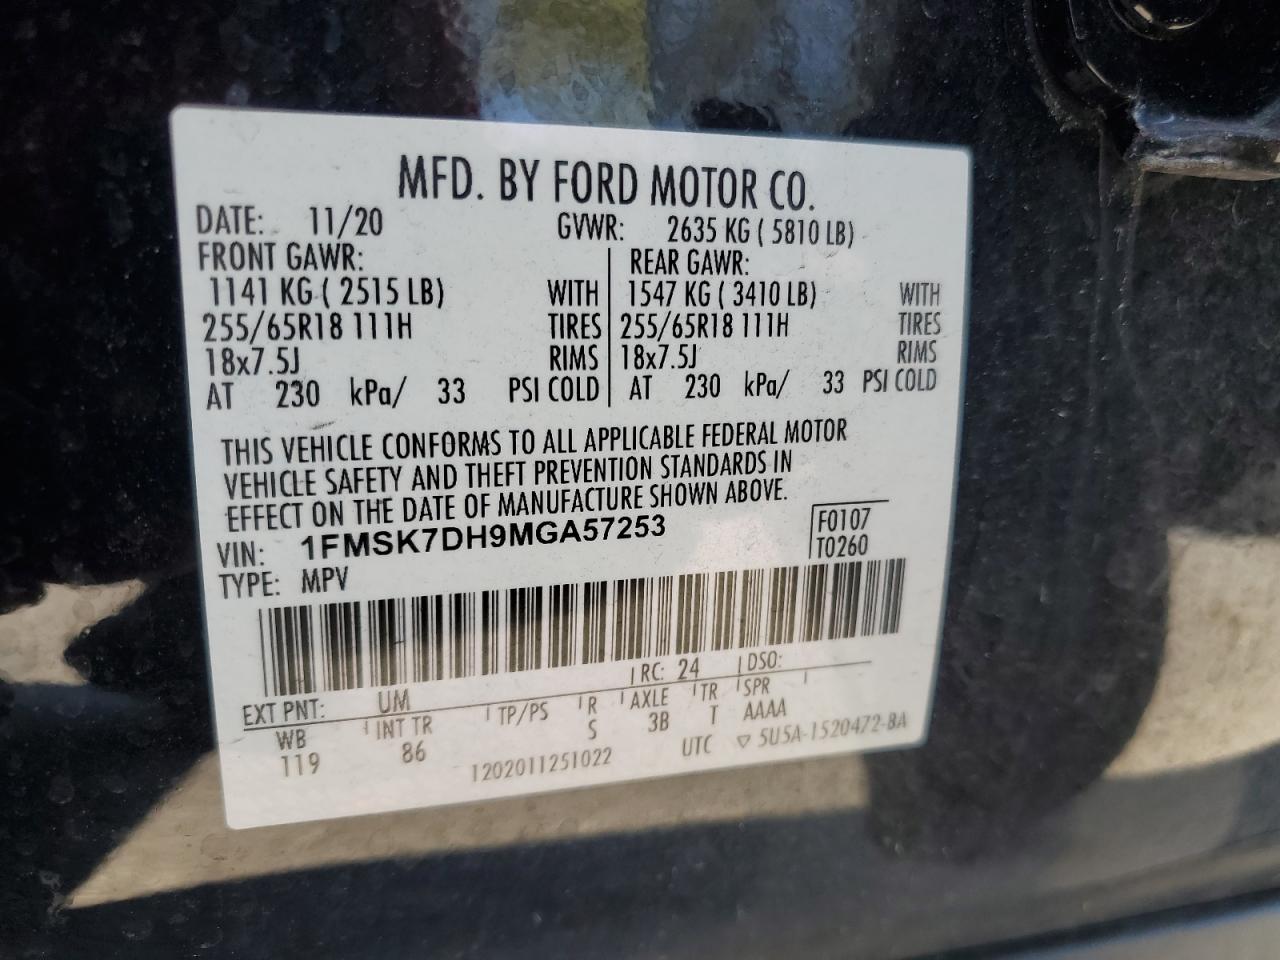 MFD. BY FORD MOTOR CO.
DATE: 11/20 GVWR: 2635 KG ( 5810 LB)
FRONT GAWR: REAR GAWR:
1141 KG ( 2515 LB) WITH 1547 KG ( 3410 LB) WITH
255/65R18 111H TIRES 255/65R18 111H TIRES
18x7.5J RIMS 18x7.5J RIMS
AT 230 kPa/ 33 PSI COLD AT 230 kPa/ 33 PSI COLD
THIS VEHICLE CONFORMS TO ALL APPLICABLE FEDERAL MOTOR
VEHICLE SAFETY AND THEFT PREVENTION STANDARDS IN
EFFECT ON THE DATE OF MANUFACTURE SHOWN ABOVE.
VIN: 1FMSK7DH9MGA57253 F0107
TYPE: MPV T0260
EXT PNT: UM RC: 24 DSO:
WB INT TR TP/PS R AXLE TR SPR
119 86 S 3B T AAAA
1202011251022 UTC ▽ 5U5A-1520472-BA